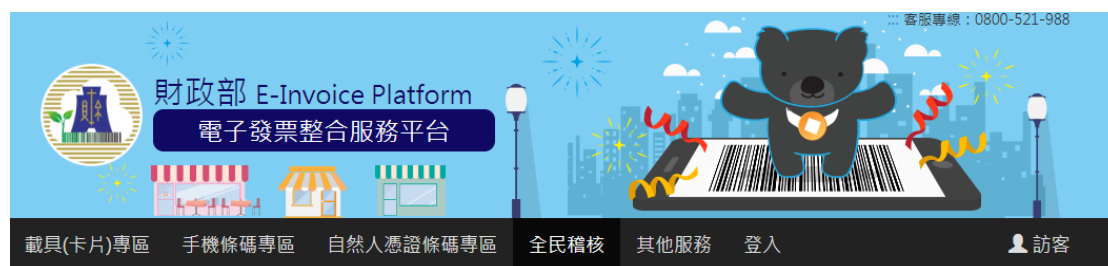 ::: 客服專線：0800-521-988
財政部 E-Invoice Platform
電子發票整合服務平台
載具(卡片)專區 手機條碼專區 自然人憑證條碼專區 全民稽核 其他服務 登入 訪客